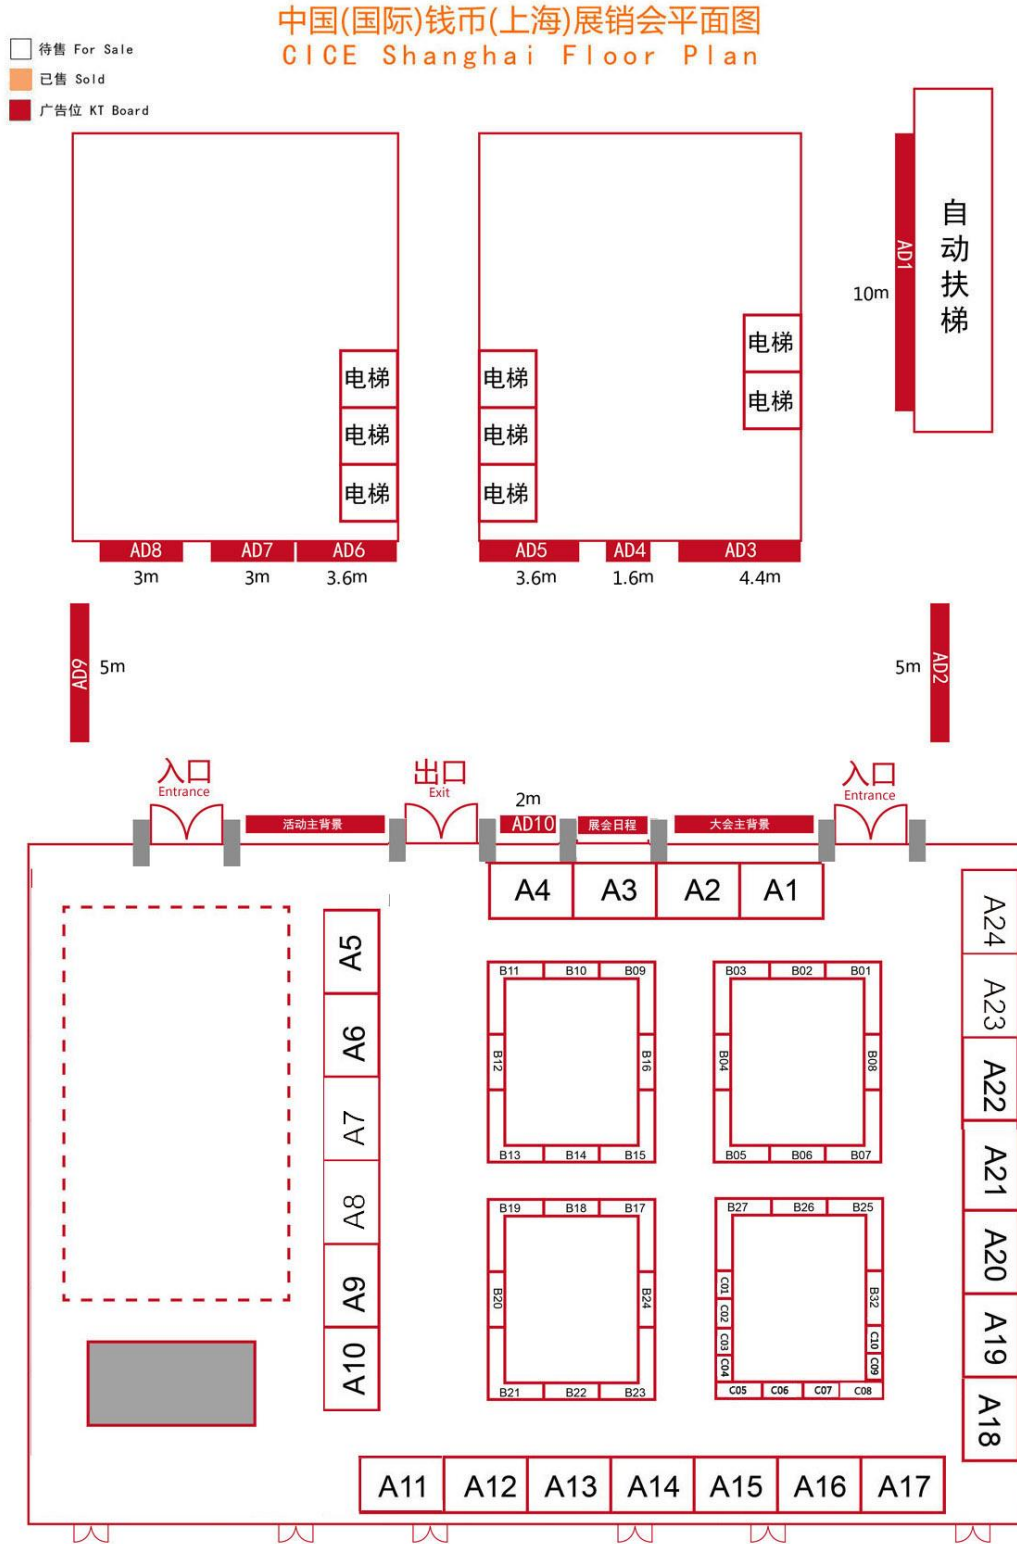 中国(国际)钱币(上海)展销会平面图
CICE Shanghai Floor Plan
待售 For Sale
已售 Sold
广告位 KT Board
自动扶梯
AD1
10m
电梯
电梯
电梯
电梯
电梯
电梯
电梯
电梯
AD8
AD7
AD6
AD5
AD4
AD3
3m
3m
3.6m
3.6m
1.6m
4.4m
AD9
5m
5m
AD2
入口
Entrance
出口
Exit
入口
Entrance
2m
活动主背景
AD10
展会日程
大会主背景
A4
A3
A2
A1
A5
A6
A7
A8
A9
A10
A24
A23
A22
A21
A20
A19
A18
B11
B10
B09
B12
B16
B13
B14
B15
B03
B02
B01
B04
B08
B05
B06
B07
B19
B18
B17
B20
B24
B21
B22
B23
B27
B26
B25
C01
C02
C03
C04
B32
C10
C09
C05
C06
C07
C08
A11
A12
A13
A14
A15
A16
A17